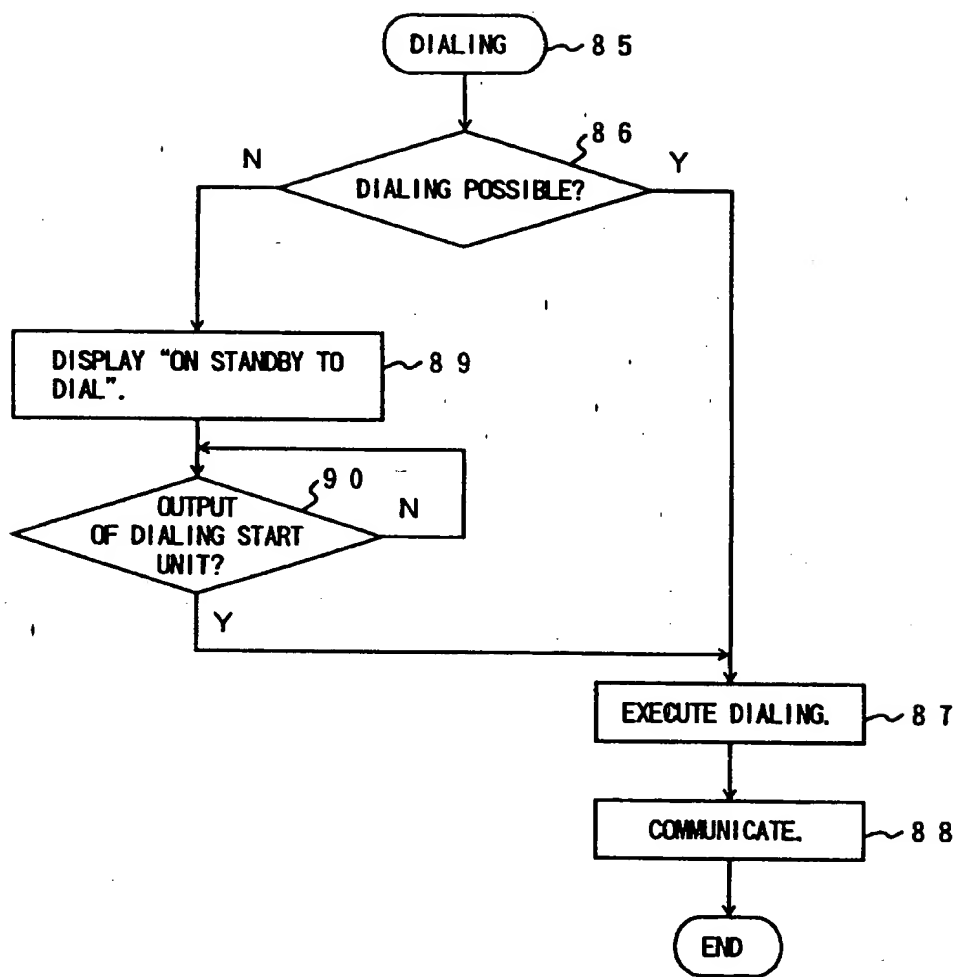 DIALING
85
86
N
Y
DIALING POSSIBLE?
DISPLAY "ON STANDBY TO
DIAL".
89
90
OUTPUT
OF DIALING START
UNIT?
N
Y
EXECUTE DIALING.
87
COMMUNICATE.
88
END